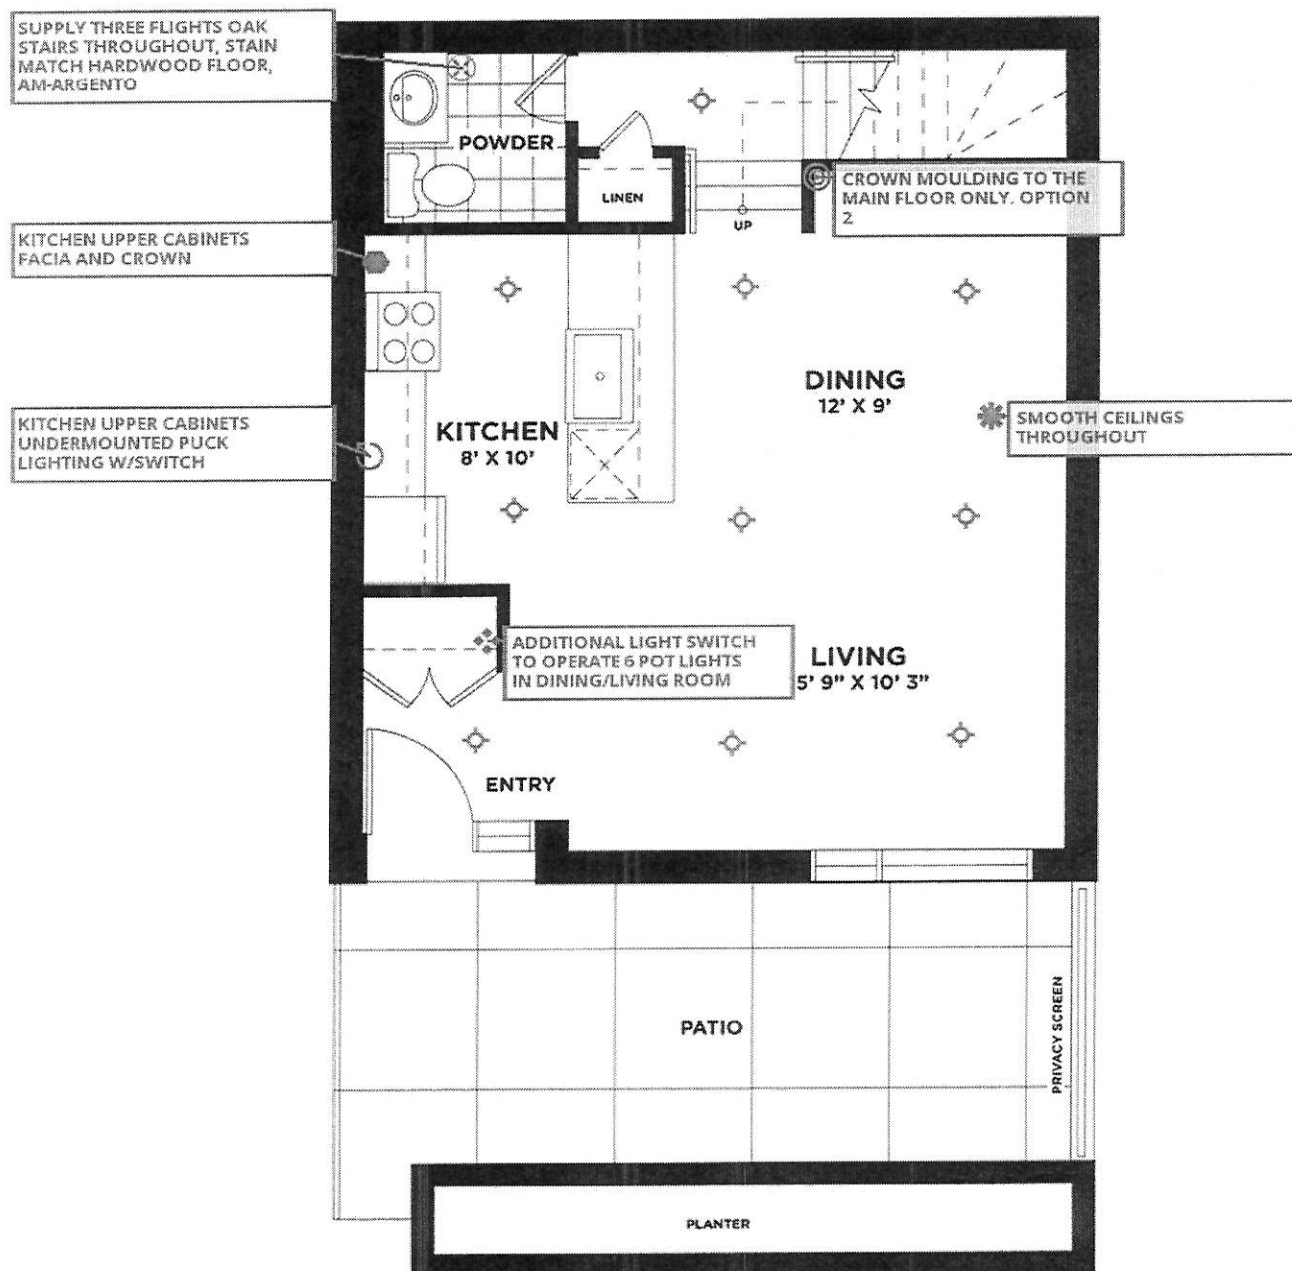 SUPPLY THREE FLIGHTS OAK
STAIRS THROUGHOUT, STAIN
MATCH HARDWOOD FLOOR,
AM-ARGENTO
POWDER
LINEN
UP
CROWN MOULDING TO THE
MAIN FLOOR ONLY. OPTION
2
KITCHEN UPPER CABINETS
FACIA AND CROWN
DINING
12' X 9'
SMOOTH CEILINGS
THROUGHOUT
KITCHEN UPPER CABINETS
UNDERMOUNTED PUCK
LIGHTING W/SWITCH
KITCHEN
8' X 10'
ADDITIONAL LIGHT SWITCH
TO OPERATE 6 POT LIGHTS
IN DINING/LIVING ROOM
LIVING
5' 9" X 10' 3"
ENTRY
PATIO
PRIVACY SCREEN
PLANTER